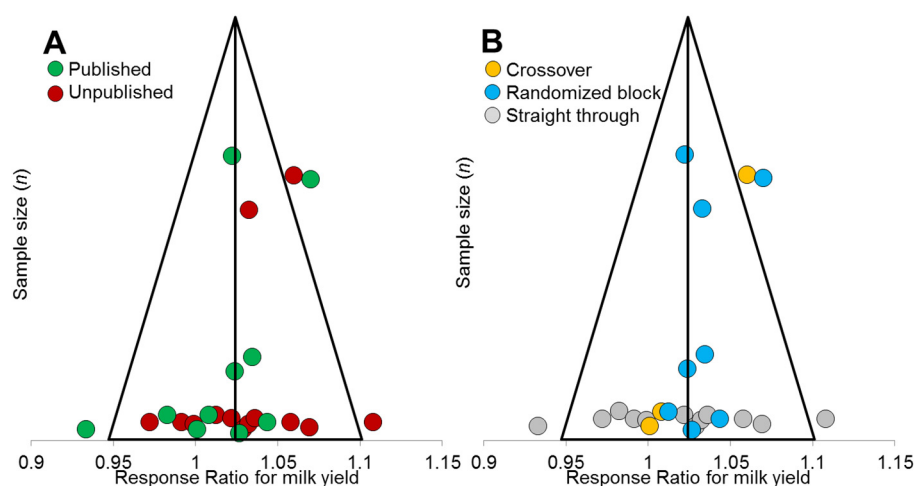 A
Published
Unpublished
Sample size (n)
0.9 0.95 1 1.05 1.1 1.15
Response Ratio for milk yield
B
Crossover
Randomized block
Straight through
Sample size (n)
0.9 0.95 1 1.05 1.1 1.15
Response Ratio for milk yield